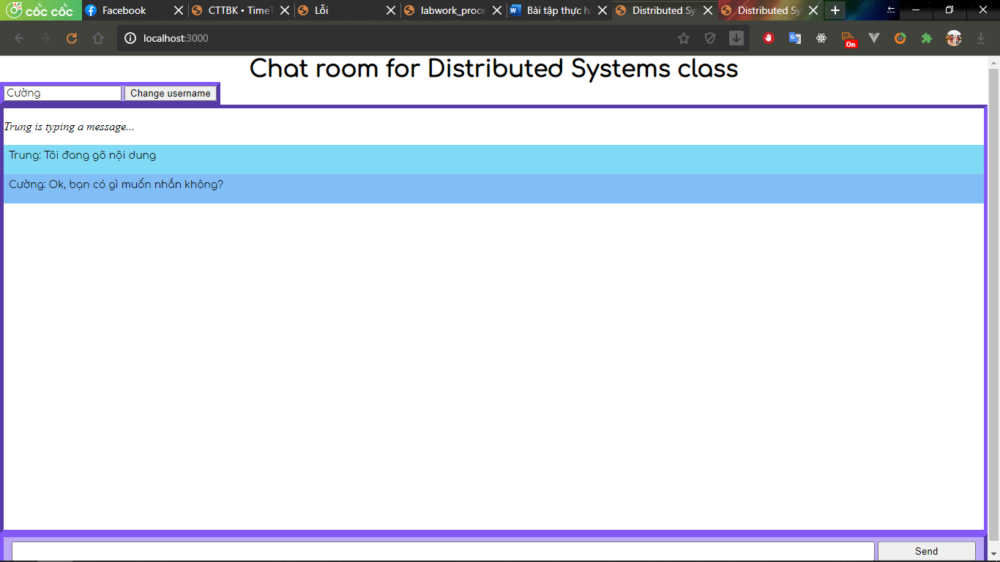 cốc cốc
Facebook
CTTBK • Time
Lỗi
labwork_proce
Bài tập thực h
Distributed Sy
Distributed Sy
localhost:3000
On
Chat room for Distributed Systems class
Cường
Change username
Trung is typing a message...
Trung: Tôi đang gõ nội dung
Cường: Ok, bạn có gì muốn nhắn không?
Send